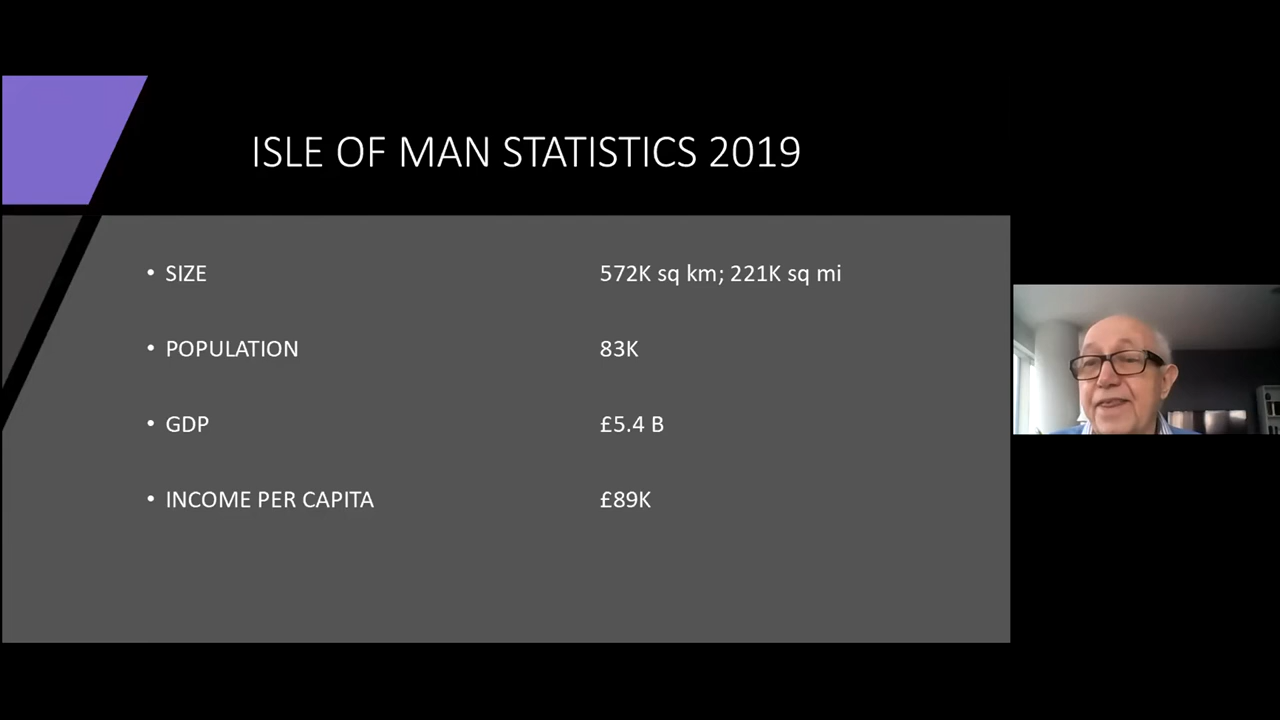 ISLE OF MAN STATISTICS 2019
• SIZE 572K sq km; 221K sq mi
• POPULATION 83K
• GDP £5.4 B
• INCOME PER CAPITA £89K